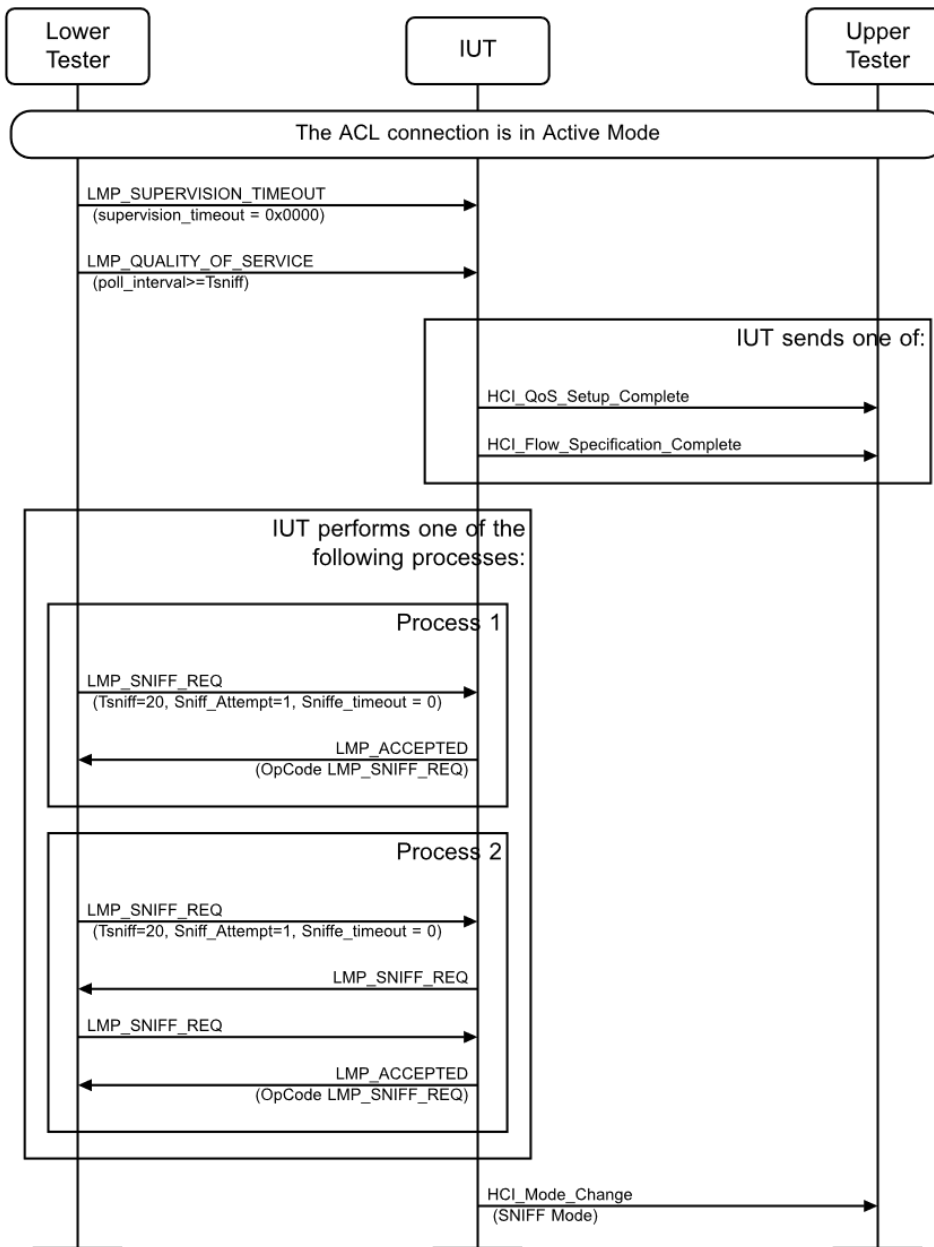 Lower
Tester
IUT
Upper
Tester
The ACL connection is in Active Mode
LMP_SUPERVISION_TIMEOUT
(supervision_timeout = 0x0000)
LMP_QUALITY_OF_SERVICE
(poll_interval>=Tsniff)
IUT sends one of:
HCI_QoS_Setup_Complete
HCI_Flow_Specification_Complete
IUT performs one of the
following processes:
Process 1
LMP_SNIFF_REQ
(Tsniff=20, Sniff_Attempt=1, Sniffe_timeout = 0)
LMP_ACCEPTED
(OpCode LMP_SNIFF_REQ)
Process 2
LMP_SNIFF_REQ
(Tsniff=20, Sniff_Attempt=1, Sniffe_timeout = 0)
LMP_SNIFF_REQ
LMP_SNIFF_REQ
LMP_ACCEPTED
(OpCode LMP_SNIFF_REQ)
HCI_Mode_Change
(SNIFF Mode)